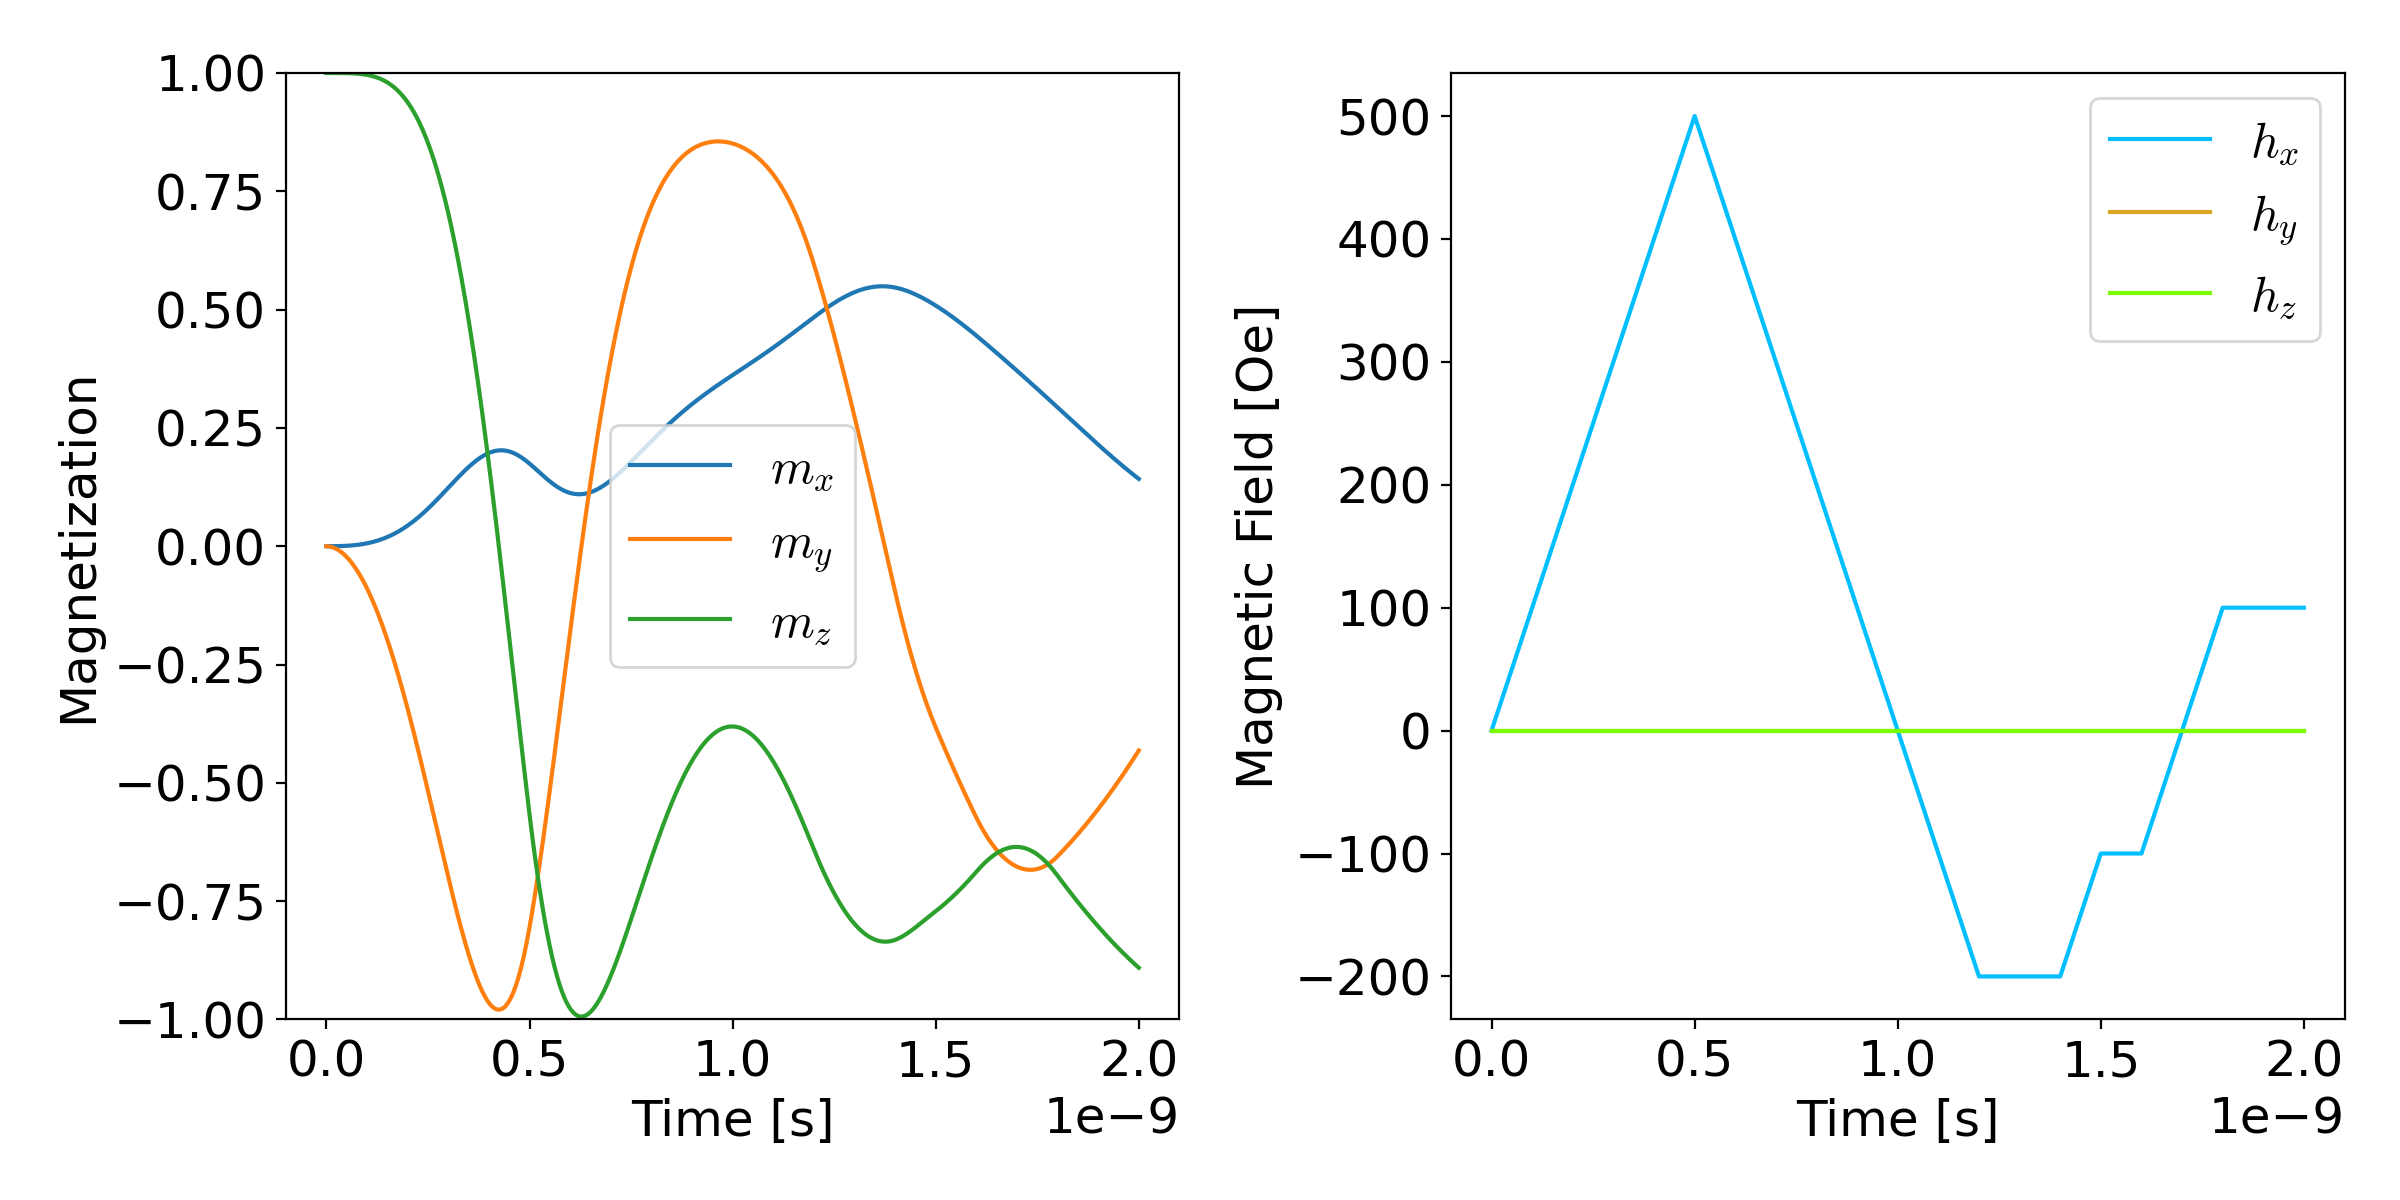 1.00
0.75
0.50
0.25
0.00
−0.25
−0.50
−0.75
−1.00
Magnetization
m_x
m_y
m_z
0.0 0.5 1.0 1.5 2.0
Time [s]
1e−9
500
400
300
200
100
0
−100
−200
Magnetic Field [Oe]
h_x
h_y
h_z
0.0 0.5 1.0 1.5 2.0
Time [s]
1e−9